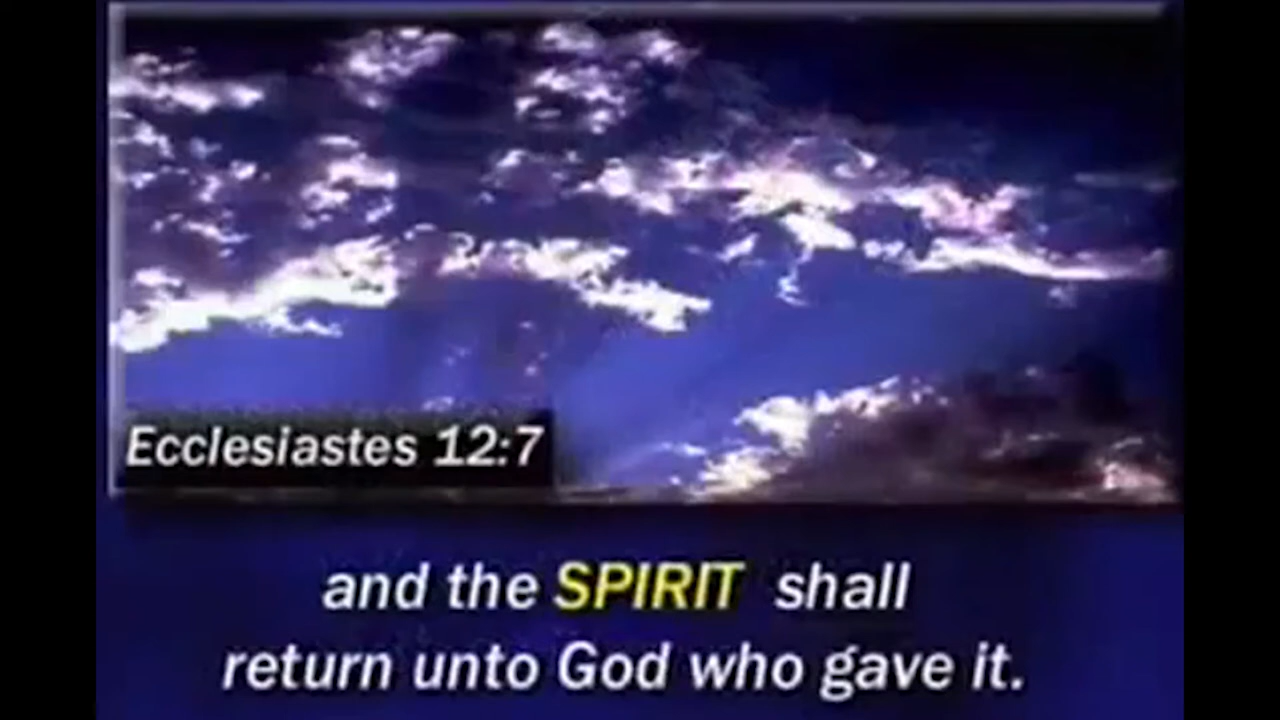 Ecclesiastes 12:7
and the SPIRIT shall
return unto God who gave it.